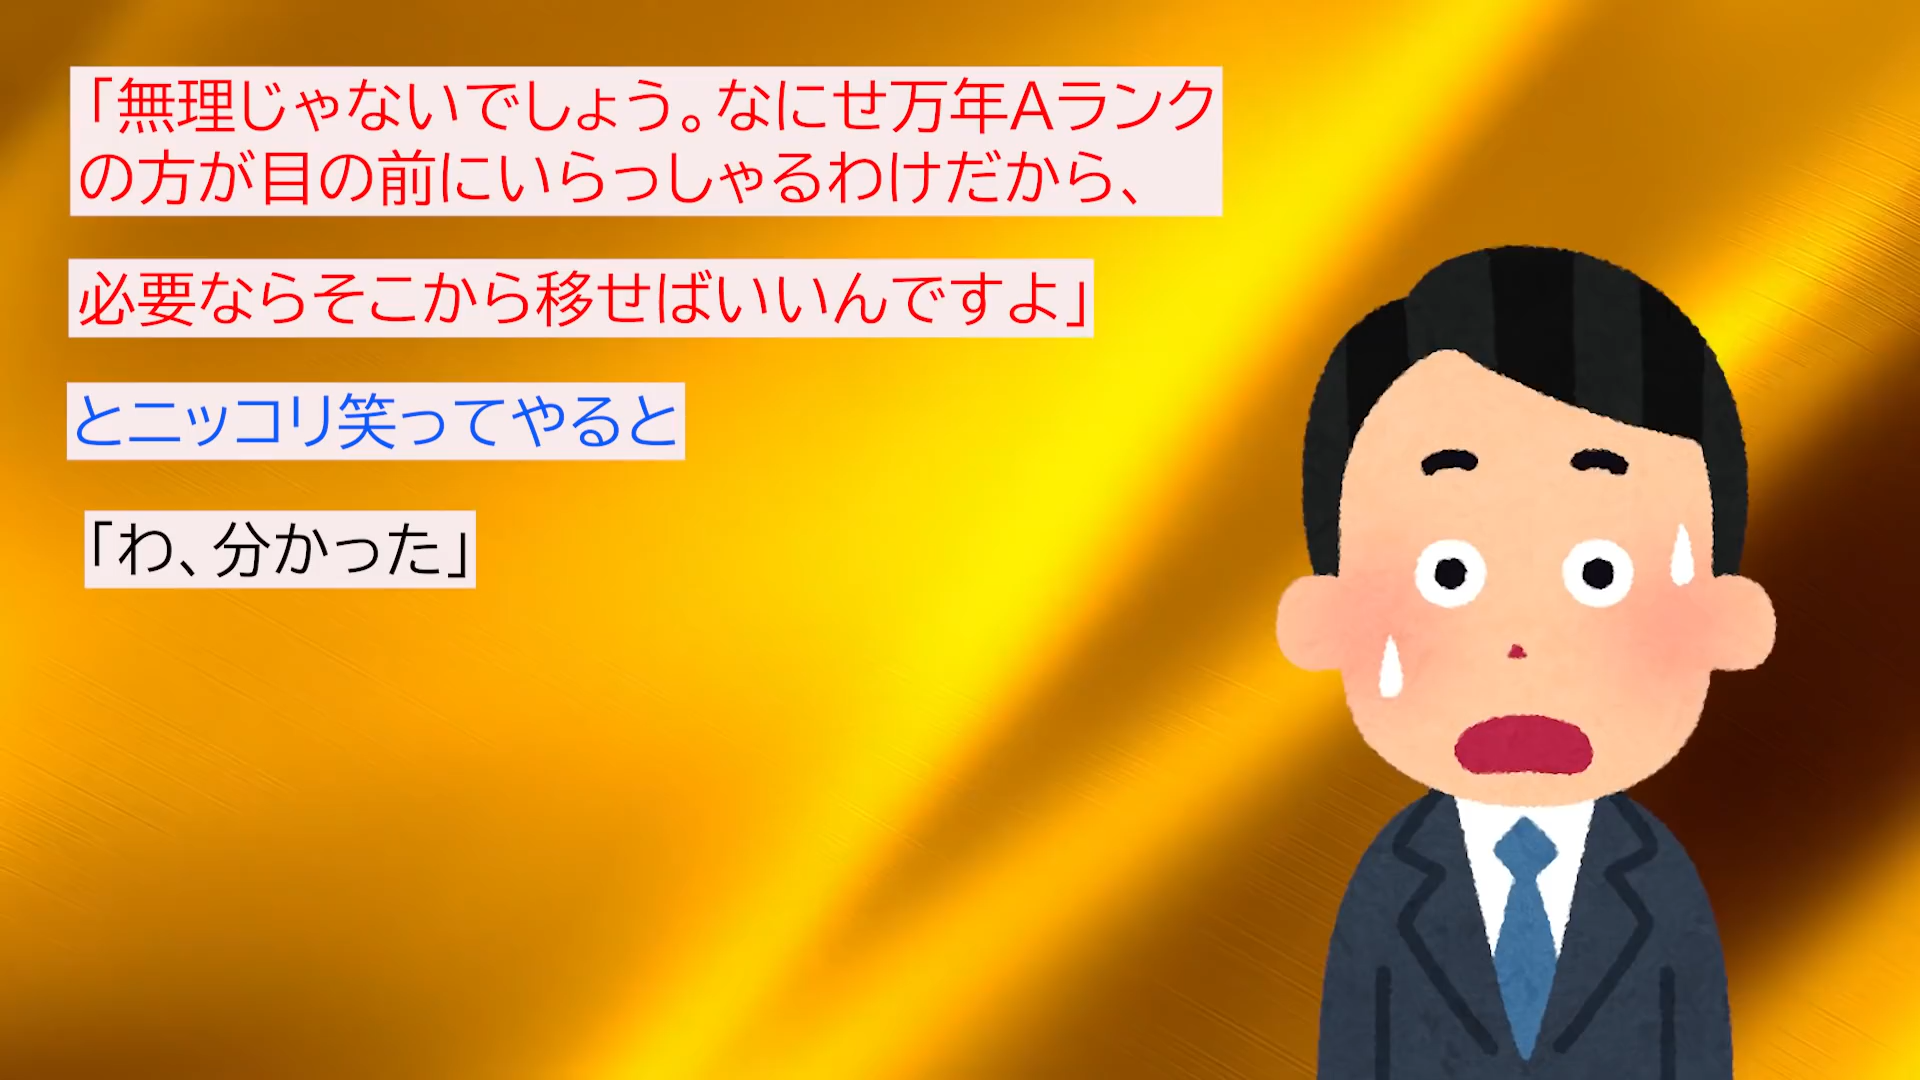 「無理じゃないでしょう。なにせ万年Aランク
の方が目の前にいらっしゃるわけだから、
必要ならそこから移せばいいんですよ」
とニッコリ笑ってやると
「わ、分かった」